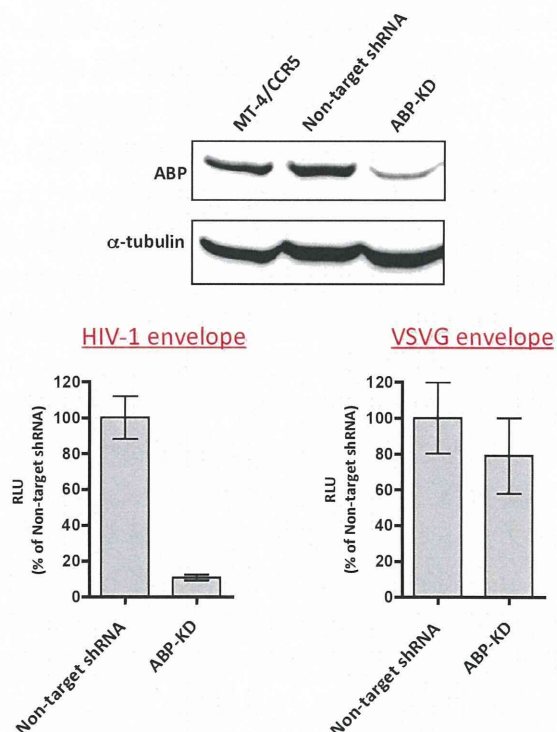 MT-4/CCR5
Non-target shRNA
ABP-KD
ABP
α-tubulin
HIV-1 envelope
120
100
80
60
40
20
0
RLU
(% of Non-target shRNA)
Non-target shRNA
ABP-KD
VSVG envelope
120
100
80
60
40
20
0
RLU
(% of Non-target shRNA)
Non-target shRNA
ABP-KD